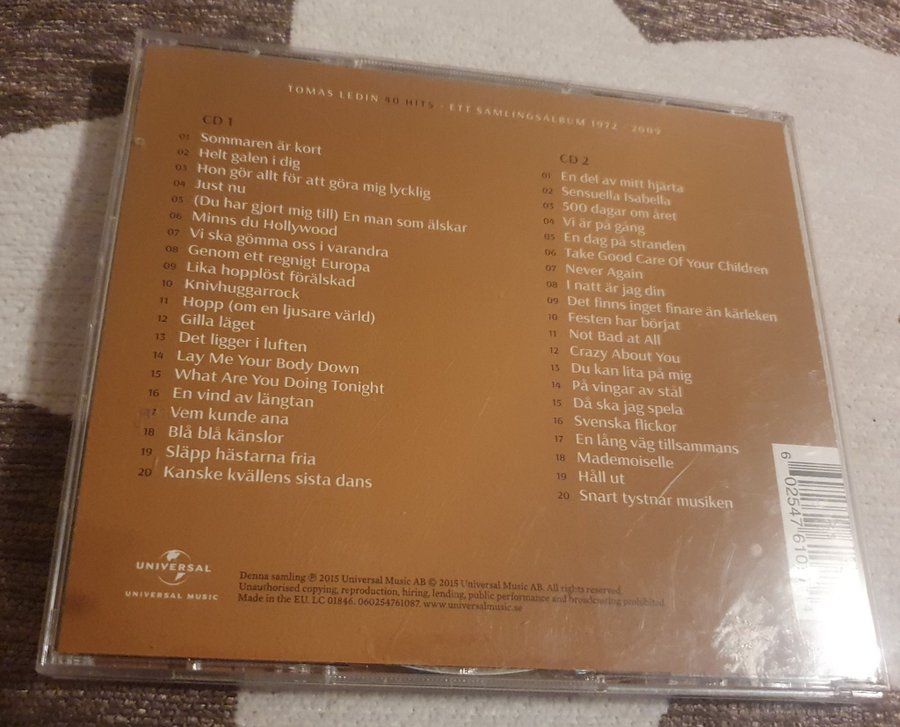 TOMAS LEDIN 40 HITS - ETT SAMLINGSALBUM 1972 - 2009
CD 1
01 Sommaren är kort
02 Helt galen i dig
03 Hon gör allt för att göra mig lycklig
04 Just nu
05 (Du har gjort mig till) En man som älskar
06 Minns du Hollywood
07 Vi ska gömma oss i varandra
08 Genom ett regnigt Europa
09 Lika hopplöst förälskad
10 Knivhuggarrock
11 Hopp (om en ljusare värld)
12 Gilla läget
13 Det ligger i luften
14 Lay Me Your Body Down
15 What Are You Doing Tonight
16 En vind av längtan
17 Vem kunde ana
18 Blå blå känslor
19 Släpp hästarna fria
20 Kanske kvällens sista dans
CD 2
01 En del av mitt hjärta
02 Sensuella Isabella
03 500 dagar om året
04 Vi är på gång
05 En dag på stranden
06 Take Good Care Of Your Children
07 Never Again
08 I natt är jag din
09 Det finns inget finare än kärleken
10 Festen har börjat
11 Not Bad at All
12 Crazy About You
13 Du kan lita på mig
14 På vingar av stål
15 Då ska jag spela
16 Svenska flickor
17 En lång väg tillsammans
18 Mademoiselle
19 Håll ut
20 Snart tystnar musiken
UNIVERSAL
UNIVERSAL MUSIC
Denna samling ℗ 2015 Universal Music AB © 2015 Universal Music AB. All rights reserved.
Unauthorised copying, reproduction, hiring, lending, public performance and broadcasting prohibited.
Made in the EU. LC 01846. 060254761087. www.universalmusic.se
6 02547 610